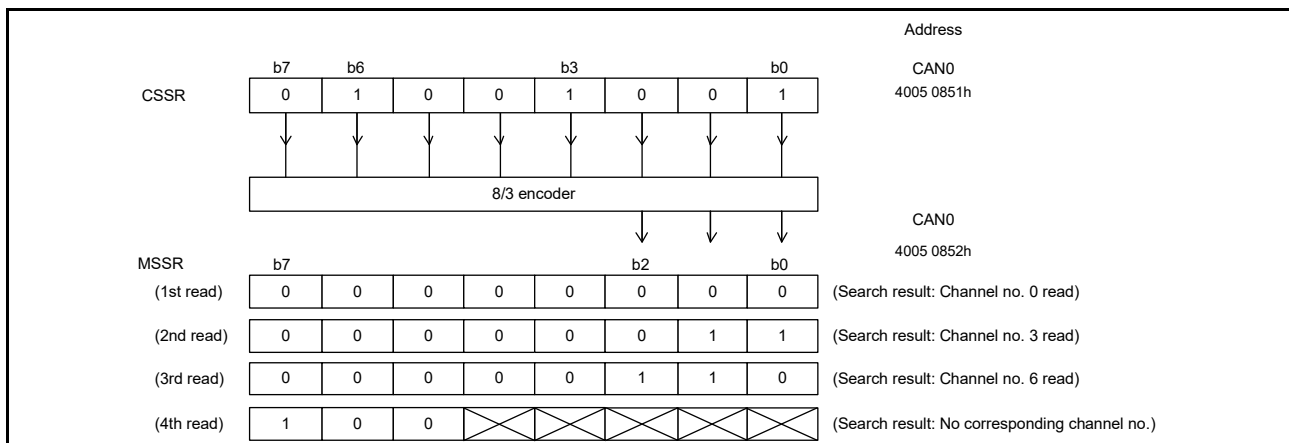 Address
b7 b6 b3 b0 CAN0
CSSR 0 1 0 0 1 0 0 1 4005 0851h
8/3 encoder
CAN0
4005 0852h
MSSR b7 b2 b0
(1st read) 0 0 0 0 0 0 0 0 (Search result: Channel no. 0 read)
(2nd read) 0 0 0 0 0 0 1 1 (Search result: Channel no. 3 read)
(3rd read) 0 0 0 0 0 1 1 0 (Search result: Channel no. 6 read)
(4th read) 1 0 0 (Search result: No corresponding channel no.)